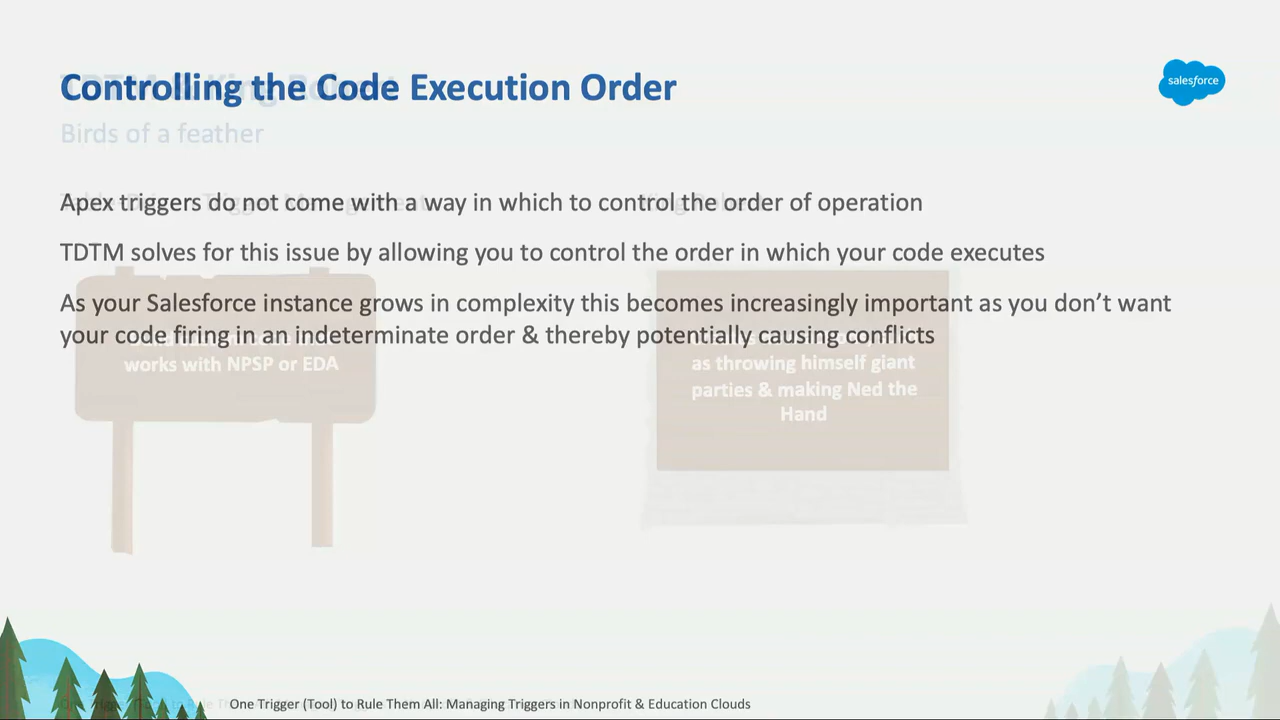 Controlling the Code Execution Order
salesforce
Birds of a feather
Apex triggers do not come with a way in which to control the order of operation
TDTM solves for this issue by allowing you to control the order in which your code executes
As your Salesforce instance grows in complexity this becomes increasingly important as you don’t want
your code firing in an indeterminate order & thereby potentially causing conflicts
works with NPSP or EDA
as throwing himself giant
parties & making Ned the
Hand
One Trigger (Tool) to Rule Them All: Managing Triggers in Nonprofit & Education Clouds